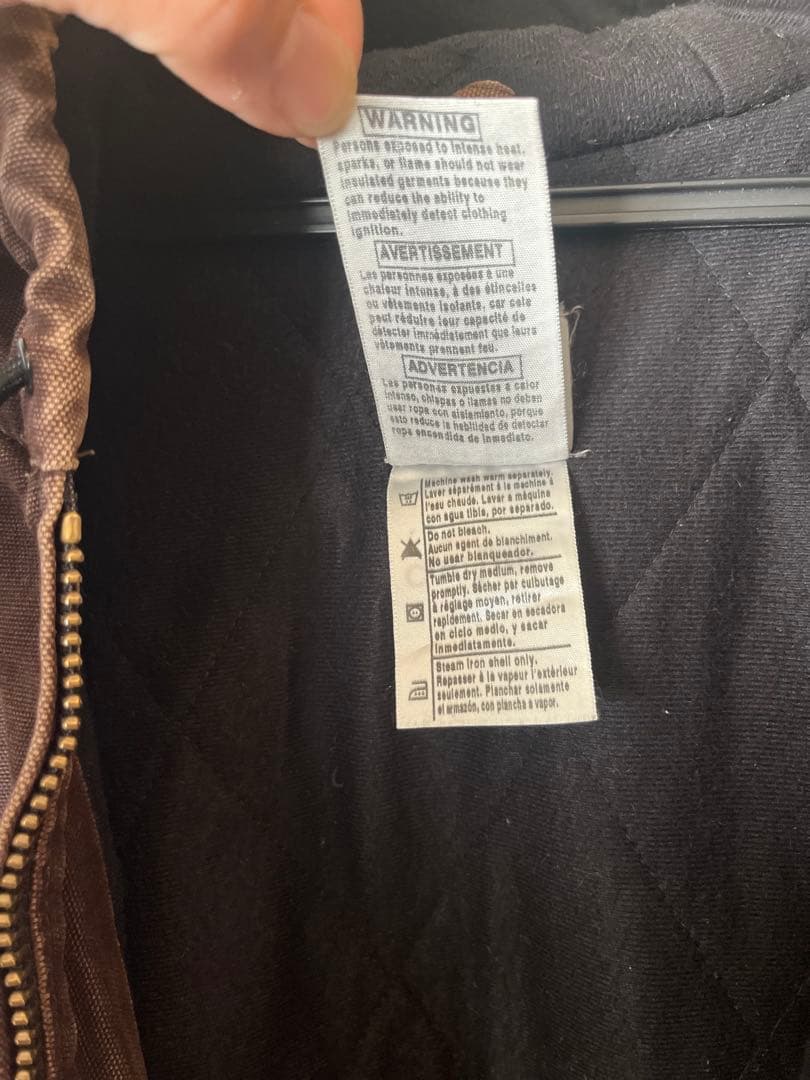 WARNING
Persons exposed to intense heat,
sparks, or flame should not wear
insulated garments because they
can reduce the ability to
immediately detect clothing
ignition.
AVERTISSEMENT
Les personnes exposées à une
chaleur intense, à des étincelles
ou vêtements isolants, car cela
peut réduire leur capacité de
détecter immédiatement que leurs
vêtements prennent feu.
ADVERTENCIA
Las personas expuestas a calor
intenso, chispas o llamas no deben
usar ropa con aislamiento, porque
esto reduce la habilidad de detectar
ropa encendida de inmediato.
Machine wash warm separately.
Laver séparément à la machine à
l'eau chaude. Lavar a máquina
con agua tibia, por separado.
Do not bleach.
Aucun agent de blanchiment.
No usar blanqueador.
Tumble dry medium, remove
promptly. Sécher par culbutage
à réglage moyen, retirer
rapidement. Secar en secadora
en ciclo medio, y sacar
inmediatamente.
Steam iron shell only.
Repasser à la vapeur l'extérieur
seulement. Planchar solamente
el armazón, con plancha a vapor.